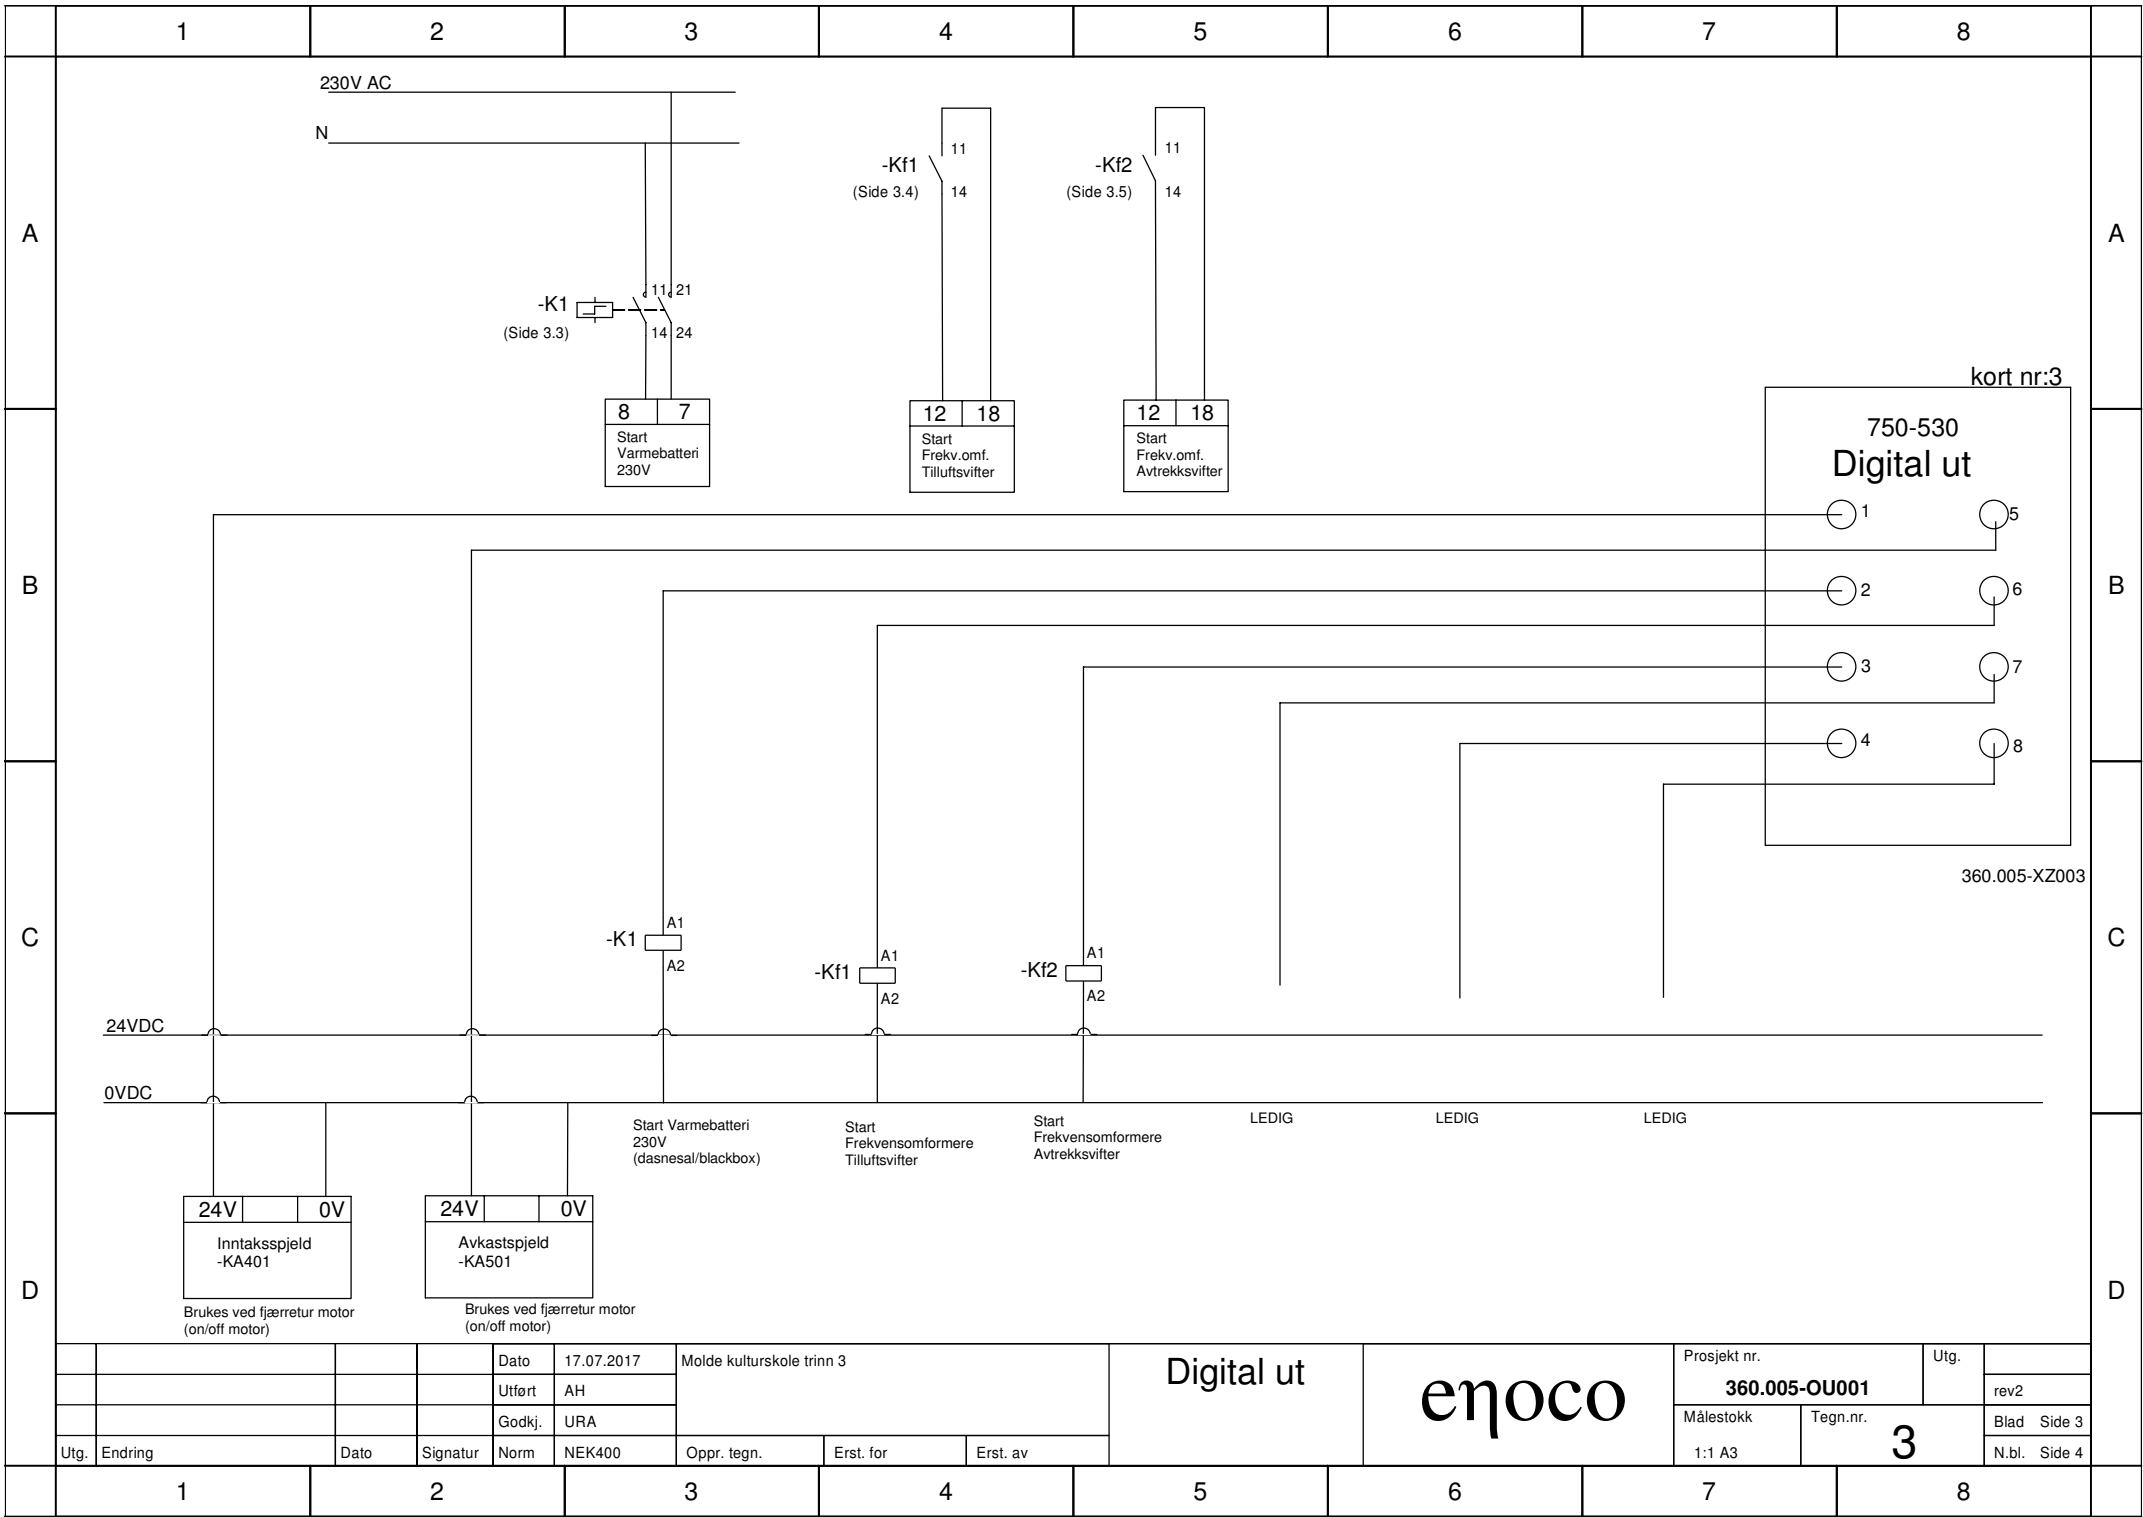 1 2 3 4 5 6 7 8
230V AC
N
A
A
-Kf1
(Side 3.4)
11
14
-Kf2
(Side 3.5)
11
14
-K1
(Side 3.3)
11 21
14 24
8 7
Start
Varmebatteri
230V
12 18
Start
Frekv.omf.
Tilluftsvifter
12 18
Start
Frekv.omf.
Avtrekksvifter
kort nr:3
750-530
Digital ut
1 5
2 6
3 7
4 8
360.005-XZ003
B
B
C
C
-K1
A1
A2
-Kf1
A1
A2
-Kf2
A1
A2
24VDC
0VDC
Start Varmebatteri
230V
(dasnesal/blackbox)
Start
Frekvensomformere
Tilluftsvifter
Start
Frekvensomformere
Avtrekksvifter
LEDIG
LEDIG
LEDIG
24V 0V
Inntaksspjeld
-KA401
Brukes ved fjærretur motor
(on/off motor)
24V 0V
Avkastspjeld
-KA501
Brukes ved fjærretur motor
(on/off motor)
D
D
Dato 17.07.2017
Utført AH
Godkj. URA
Utg. Endring Dato Signatur Norm NEK400
Molde kulturskole trinn 3
Oppr. tegn. Erst. for Erst. av
Digital ut
eηoco
Prosjekt nr.
360.005-OU001
Utg.
rev2
Målestokk
1:1 A3
Tegn.nr.
3
Blad Side 3
N.bl. Side 4
1 2 3 4 5 6 7 8